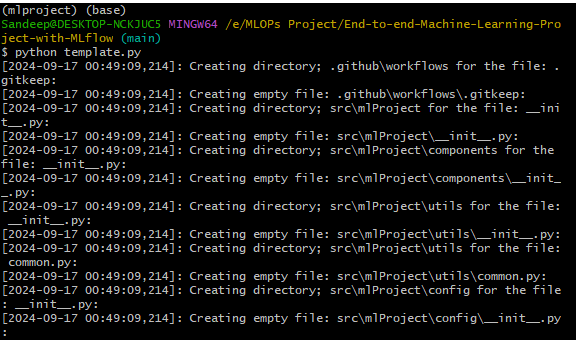 (mlproject) (base)
Sandeep@DESKTOP-NCKJUC5 MINGW64 /e/MLOPs Project/End-to-end-Machine-Learning-Pro
ject-with-MLflow (main)
$ python template.py
[2024-09-17 00:49:09,214]: Creating directory; .github\workflows for the file: .
gitkeep:
[2024-09-17 00:49:09,214]: Creating empty file: .github\workflows\.gitkeep:
[2024-09-17 00:49:09,214]: Creating directory; src\mlProject for the file: __ini
t__.py:
[2024-09-17 00:49:09,214]: Creating empty file: src\mlProject\__init__.py:
[2024-09-17 00:49:09,214]: Creating directory; src\mlProject\components for the
file: __init__.py:
[2024-09-17 00:49:09,214]: Creating empty file: src\mlProject\components\__init_
_.py:
[2024-09-17 00:49:09,214]: Creating directory; src\mlProject\utils for the file:
 __init__.py:
[2024-09-17 00:49:09,214]: Creating empty file: src\mlProject\utils\__init__.py:
[2024-09-17 00:49:09,214]: Creating directory; src\mlProject\utils for the file:
 common.py:
[2024-09-17 00:49:09,214]: Creating empty file: src\mlProject\utils\common.py:
[2024-09-17 00:49:09,214]: Creating directory; src\mlProject\config for the file
: __init__.py:
[2024-09-17 00:49:09,214]: Creating empty file: src\mlProject\config\__init__.py
: